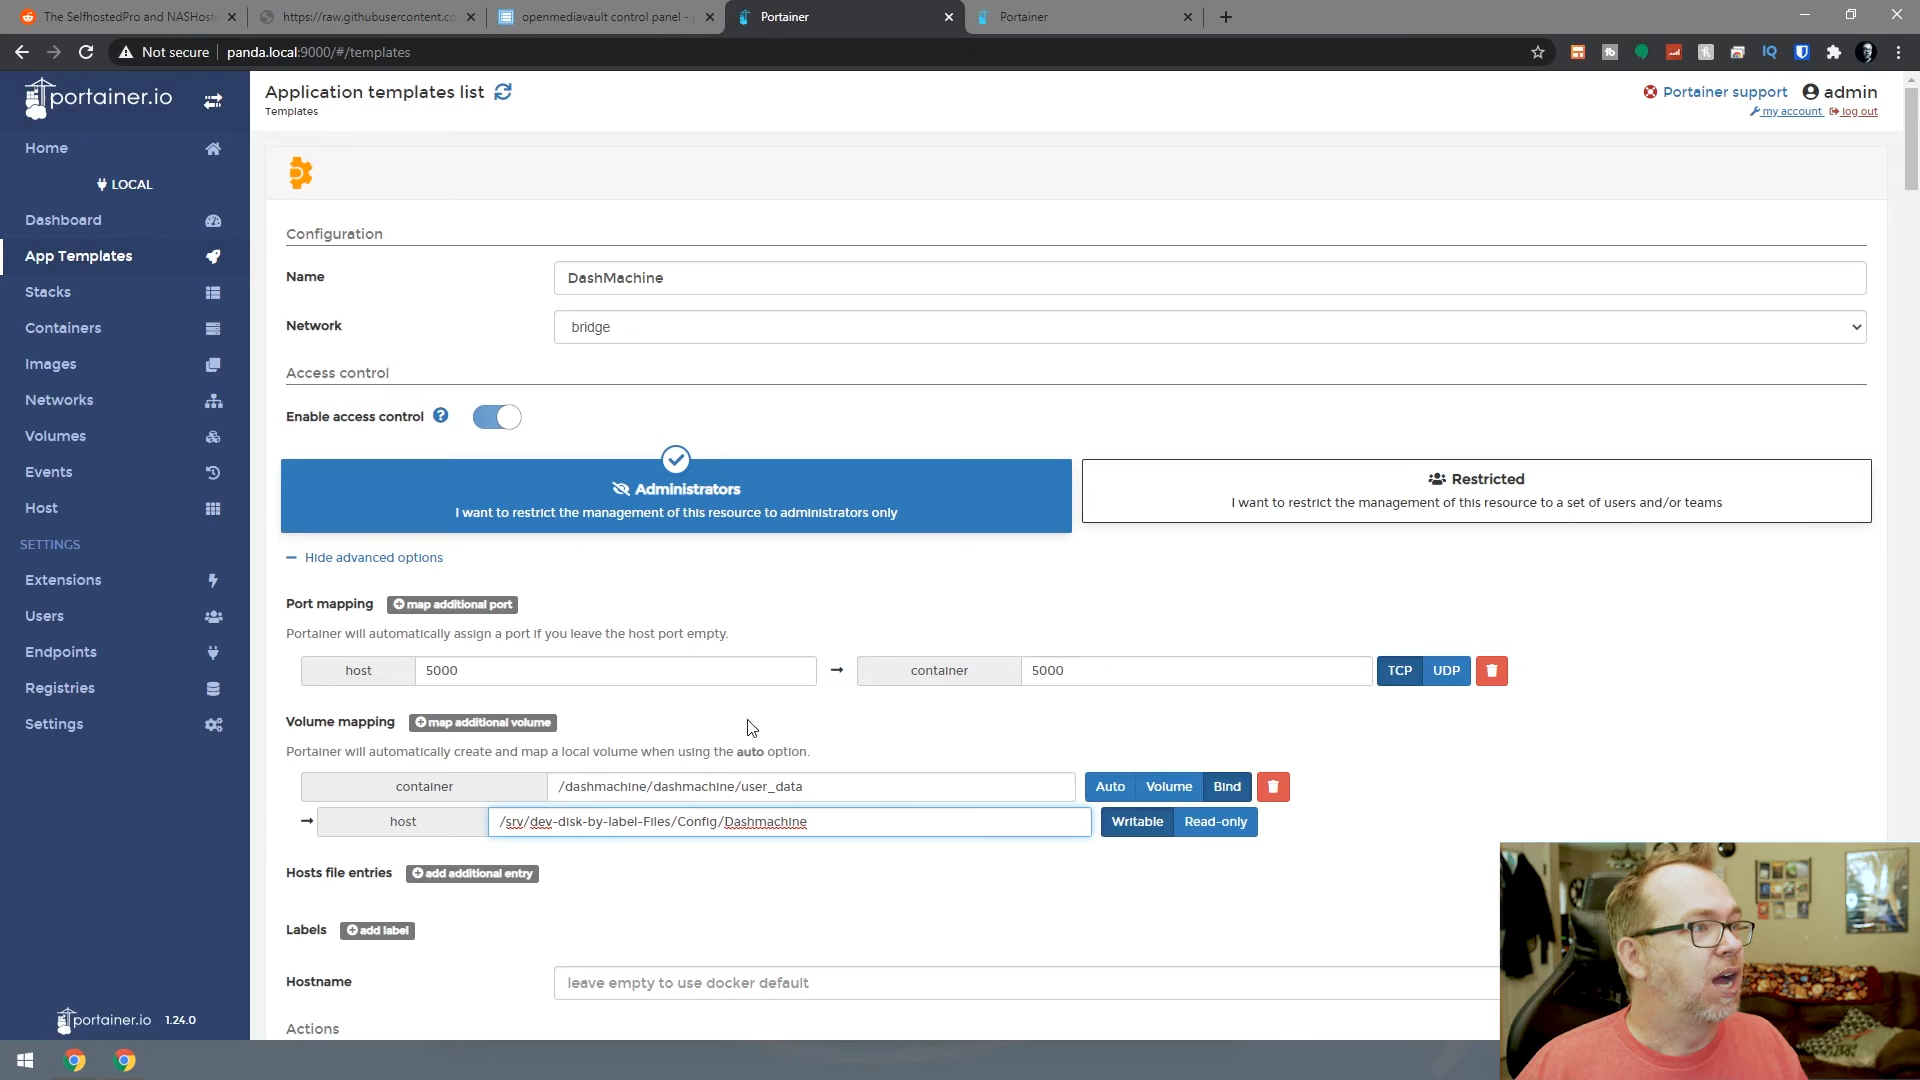 The SelfhostedPro and NASHoste
https://raw.githubusercontent.co
openmediavault control panel -
Portainer
Portainer
Not secure
panda.local:9000/#/templates
portainer.io
Application templates list
Templates
Portainer support
admin
my account
log out
Home
LOCAL
Dashboard
App Templates
Stacks
Containers
Images
Networks
Volumes
Events
Host
SETTINGS
Extensions
Users
Endpoints
Registries
Settings
portainer.io 1.24.0
Configuration
Name
DashMachine
Network
bridge
Access control
Enable access control
Administrators
I want to restrict the management of this resource to administrators only
Restricted
I want to restrict the management of this resource to a set of users and/or teams
Hide advanced options
Port mapping
map additional port
Portainer will automatically assign a port if you leave the host port empty.
host
5000
container
5000
TCP
UDP
Volume mapping
map additional volume
Portainer will automatically create and map a local volume when using the auto option.
container
/dashmachine/dashmachine/user_data
Auto
Volume
Bind
host
/srv/dev-disk-by-label-Files/Config/Dashmachine
Writable
Read-only
Hosts file entries
add additional entry
Labels
add label
Hostname
leave empty to use docker default
Actions